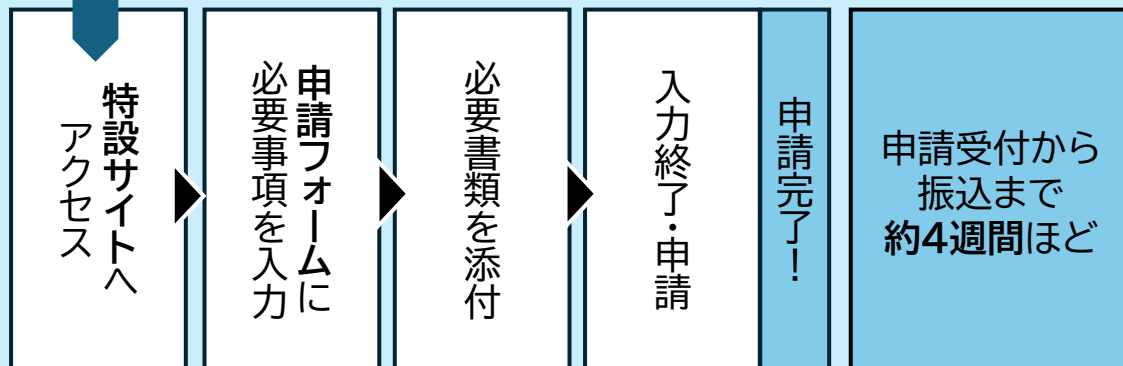 特設サイトへ
アクセス
申請フォームに
必要事項を入力
必要書類を添付
入力終了・申請
申請完了！
申請受付から
振込まで
約4週間ほど